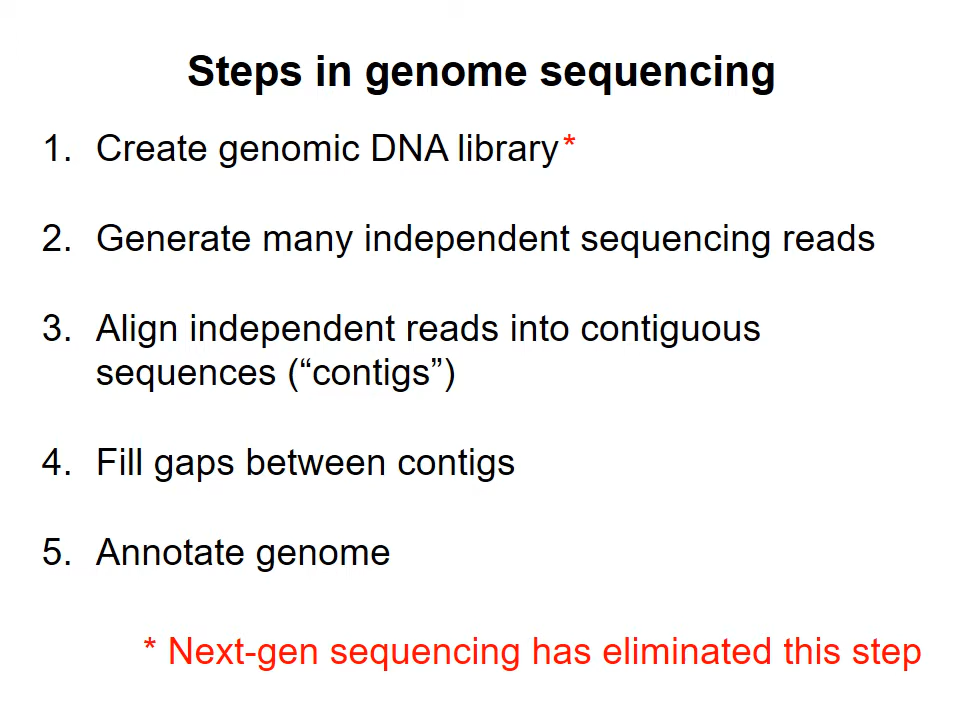 Steps in genome sequencing
1. Create genomic DNA library*
2. Generate many independent sequencing reads
3. Align independent reads into contiguous
sequences (“contigs”)
4. Fill gaps between contigs
5. Annotate genome
* Next-gen sequencing has eliminated this step